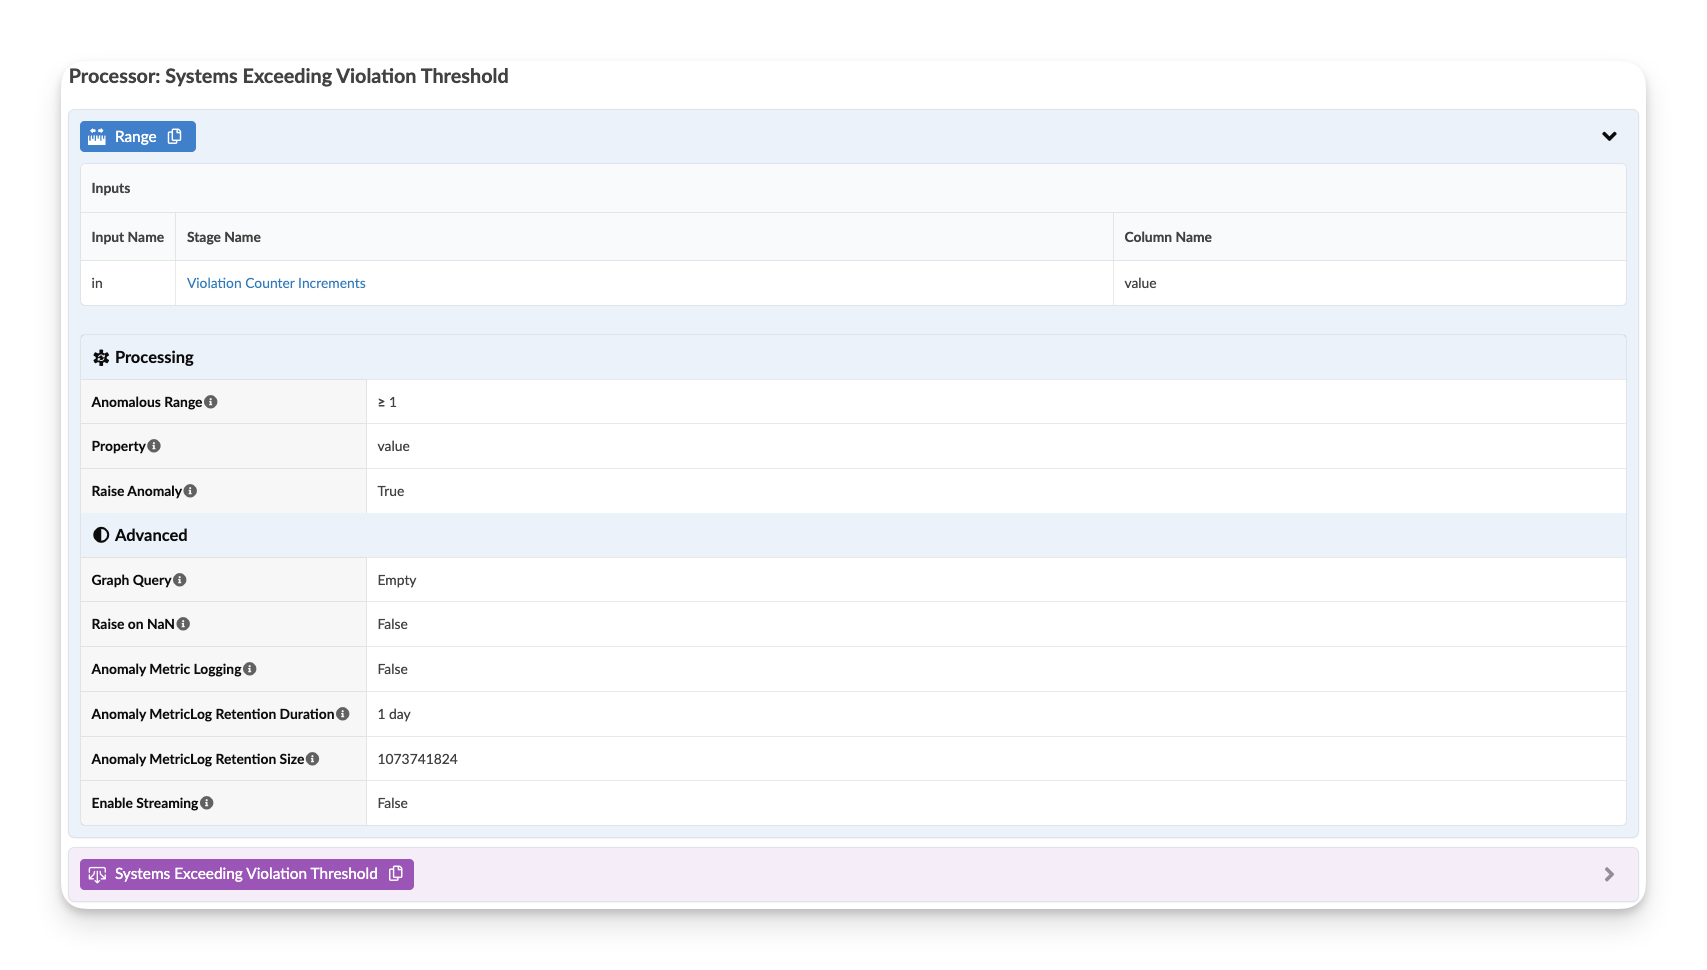 Processor: Systems Exceeding Violation Threshold
Range
Inputs
Input Name Stage Name Column Name
in Violation Counter Increments value
Processing
Anomalous Range ≥ 1
Property value
Raise Anomaly True
Advanced
Graph Query Empty
Raise on NaN False
Anomaly Metric Logging False
Anomaly MetricLog Retention Duration 1 day
Anomaly MetricLog Retention Size 1073741824
Enable Streaming False
Systems Exceeding Violation Threshold